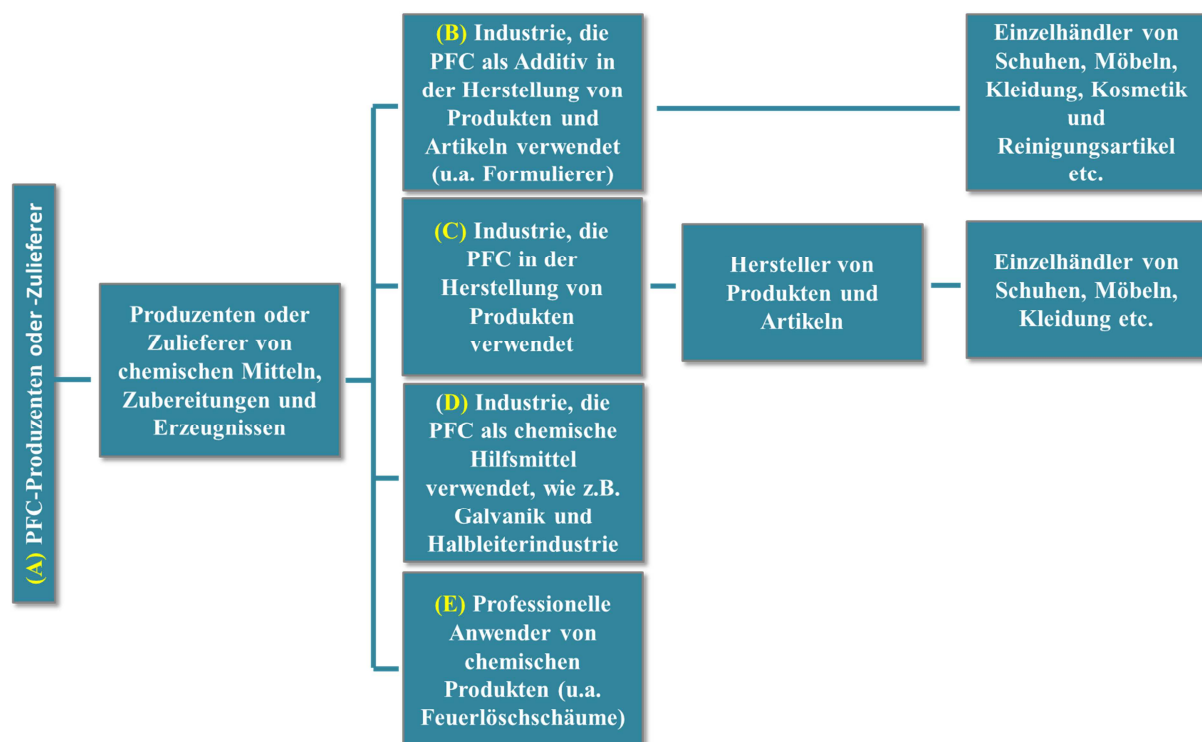 (A) PFC-Produzenten oder -Zulieferer
Produzenten oder
Zulieferer von
chemischen Mitteln,
Zubereitungen und
Erzeugnissen
(B) Industrie, die
PFC als Additiv in
der Herstellung von
Produkten und
Artikeln verwendet
(u.a. Formulierer)
Einzelhändler von
Schuhen, Möbeln,
Kleidung, Kosmetik
und
Reinigungsartikel
etc.
(C) Industrie, die
PFC in der
Herstellung von
Produkten
verwendet
Hersteller von
Produkten und
Artikeln
Einzelhändler von
Schuhen, Möbeln,
Kleidung etc.
(D) Industrie, die
PFC als chemische
Hilfsmittel
verwendet, wie z.B.
Galvanik und
Halbleiterindustrie
(E) Professionelle
Anwender von
chemischen
Produkten (u.a.
Feuerlöschschäume)